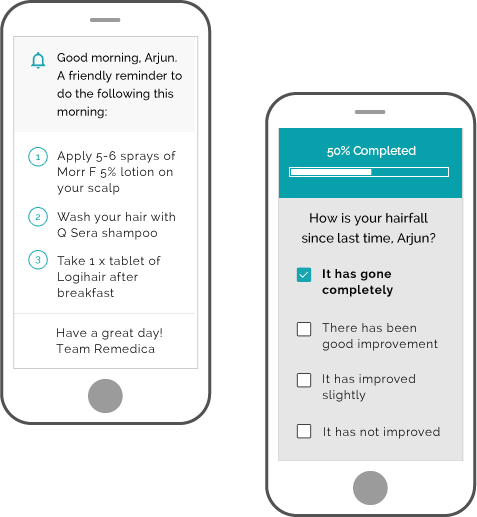 Good morning, Arjun.
A friendly reminder to
do the following this
morning:
1 Apply 5-6 sprays of
Morr F 5% lotion on
your scalp
2 Wash your hair with
Q Sera shampoo
3 Take 1 x tablet of
Logihair after
breakfast
Have a great day!
Team Remedica
50% Completed
How is your hairfall
since last time, Arjun?
It has gone
completely
There has been
good improvement
It has improved
slightly
It has not improved